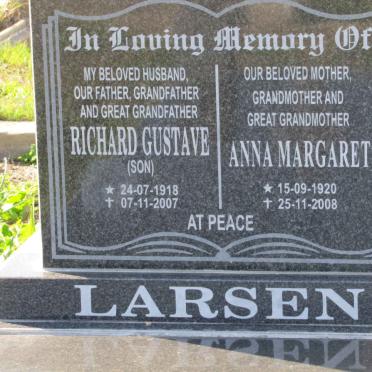 In Loving Memory Of
MY BELOVED HUSBAND,
OUR FATHER, GRANDFATHER
AND GREAT GRANDFATHER
RICHARD GUSTAVE
(SON)
★ 24-07-1918
✝ 07-11-2007
OUR BELOVED MOTHER,
GRANDMOTHER AND
GREAT GRANDMOTHER
ANNA MARGARET
★ 15-09-1920
✝ 25-11-2008
AT PEACE
LARSEN